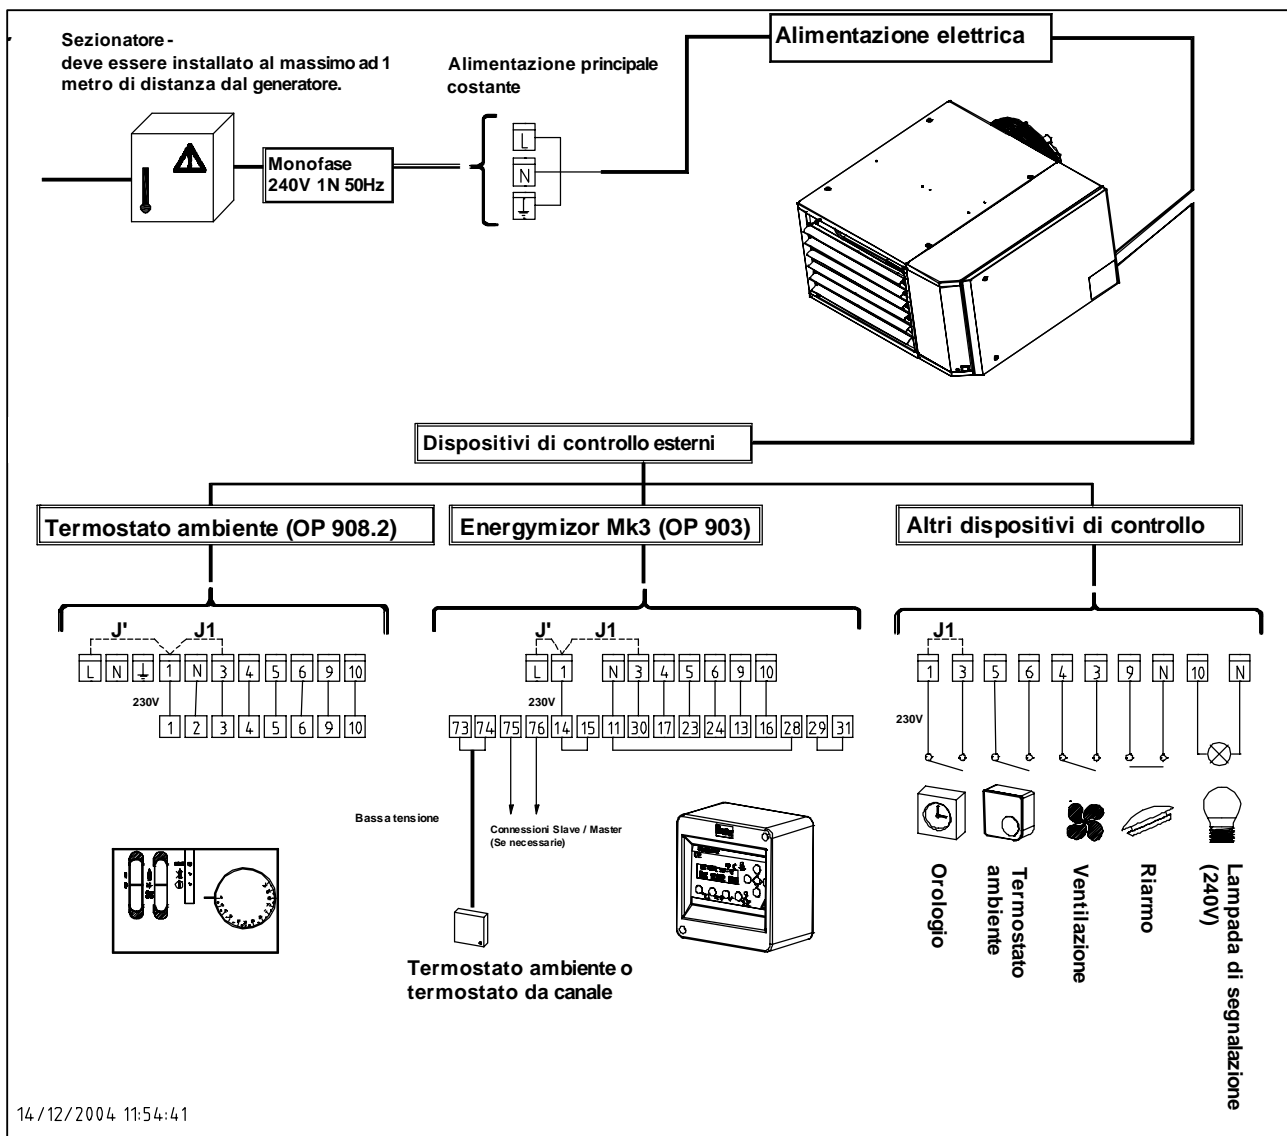 Sezionatore -
deve essere installato al massimo ad 1
metro di distanza dal generatore.
Alimentazione principale
costante
Alimentazione elettrica
Monofase
240V 1N 50Hz
L
N
Dispositivi di controllo esterni
Termostato ambiente (OP 908.2)
Energymizor Mk3 (OP 903)
Altri dispositivi di controllo
J' J1
L N 1 N 3 4 5 6 9 10
230V
1 2 3 4 5 6 9 10
J' J1
L 1 N 3 4 5 6 9 10
230V
73 74 75 76 14 15 11 30 17 23 24 13 16 28 29 31
Bassa tensione
Connessioni Slave / Master
(Se necessarie)
Termostato ambiente o
termostato da canale
J1
1 3 5 6 4 3 9 N 10 N
230V
Orologio
Termostato
ambiente
Ventilazione
Riarmo
Lampada di segnalazione
(240V)
14/12/2004 11:54:41